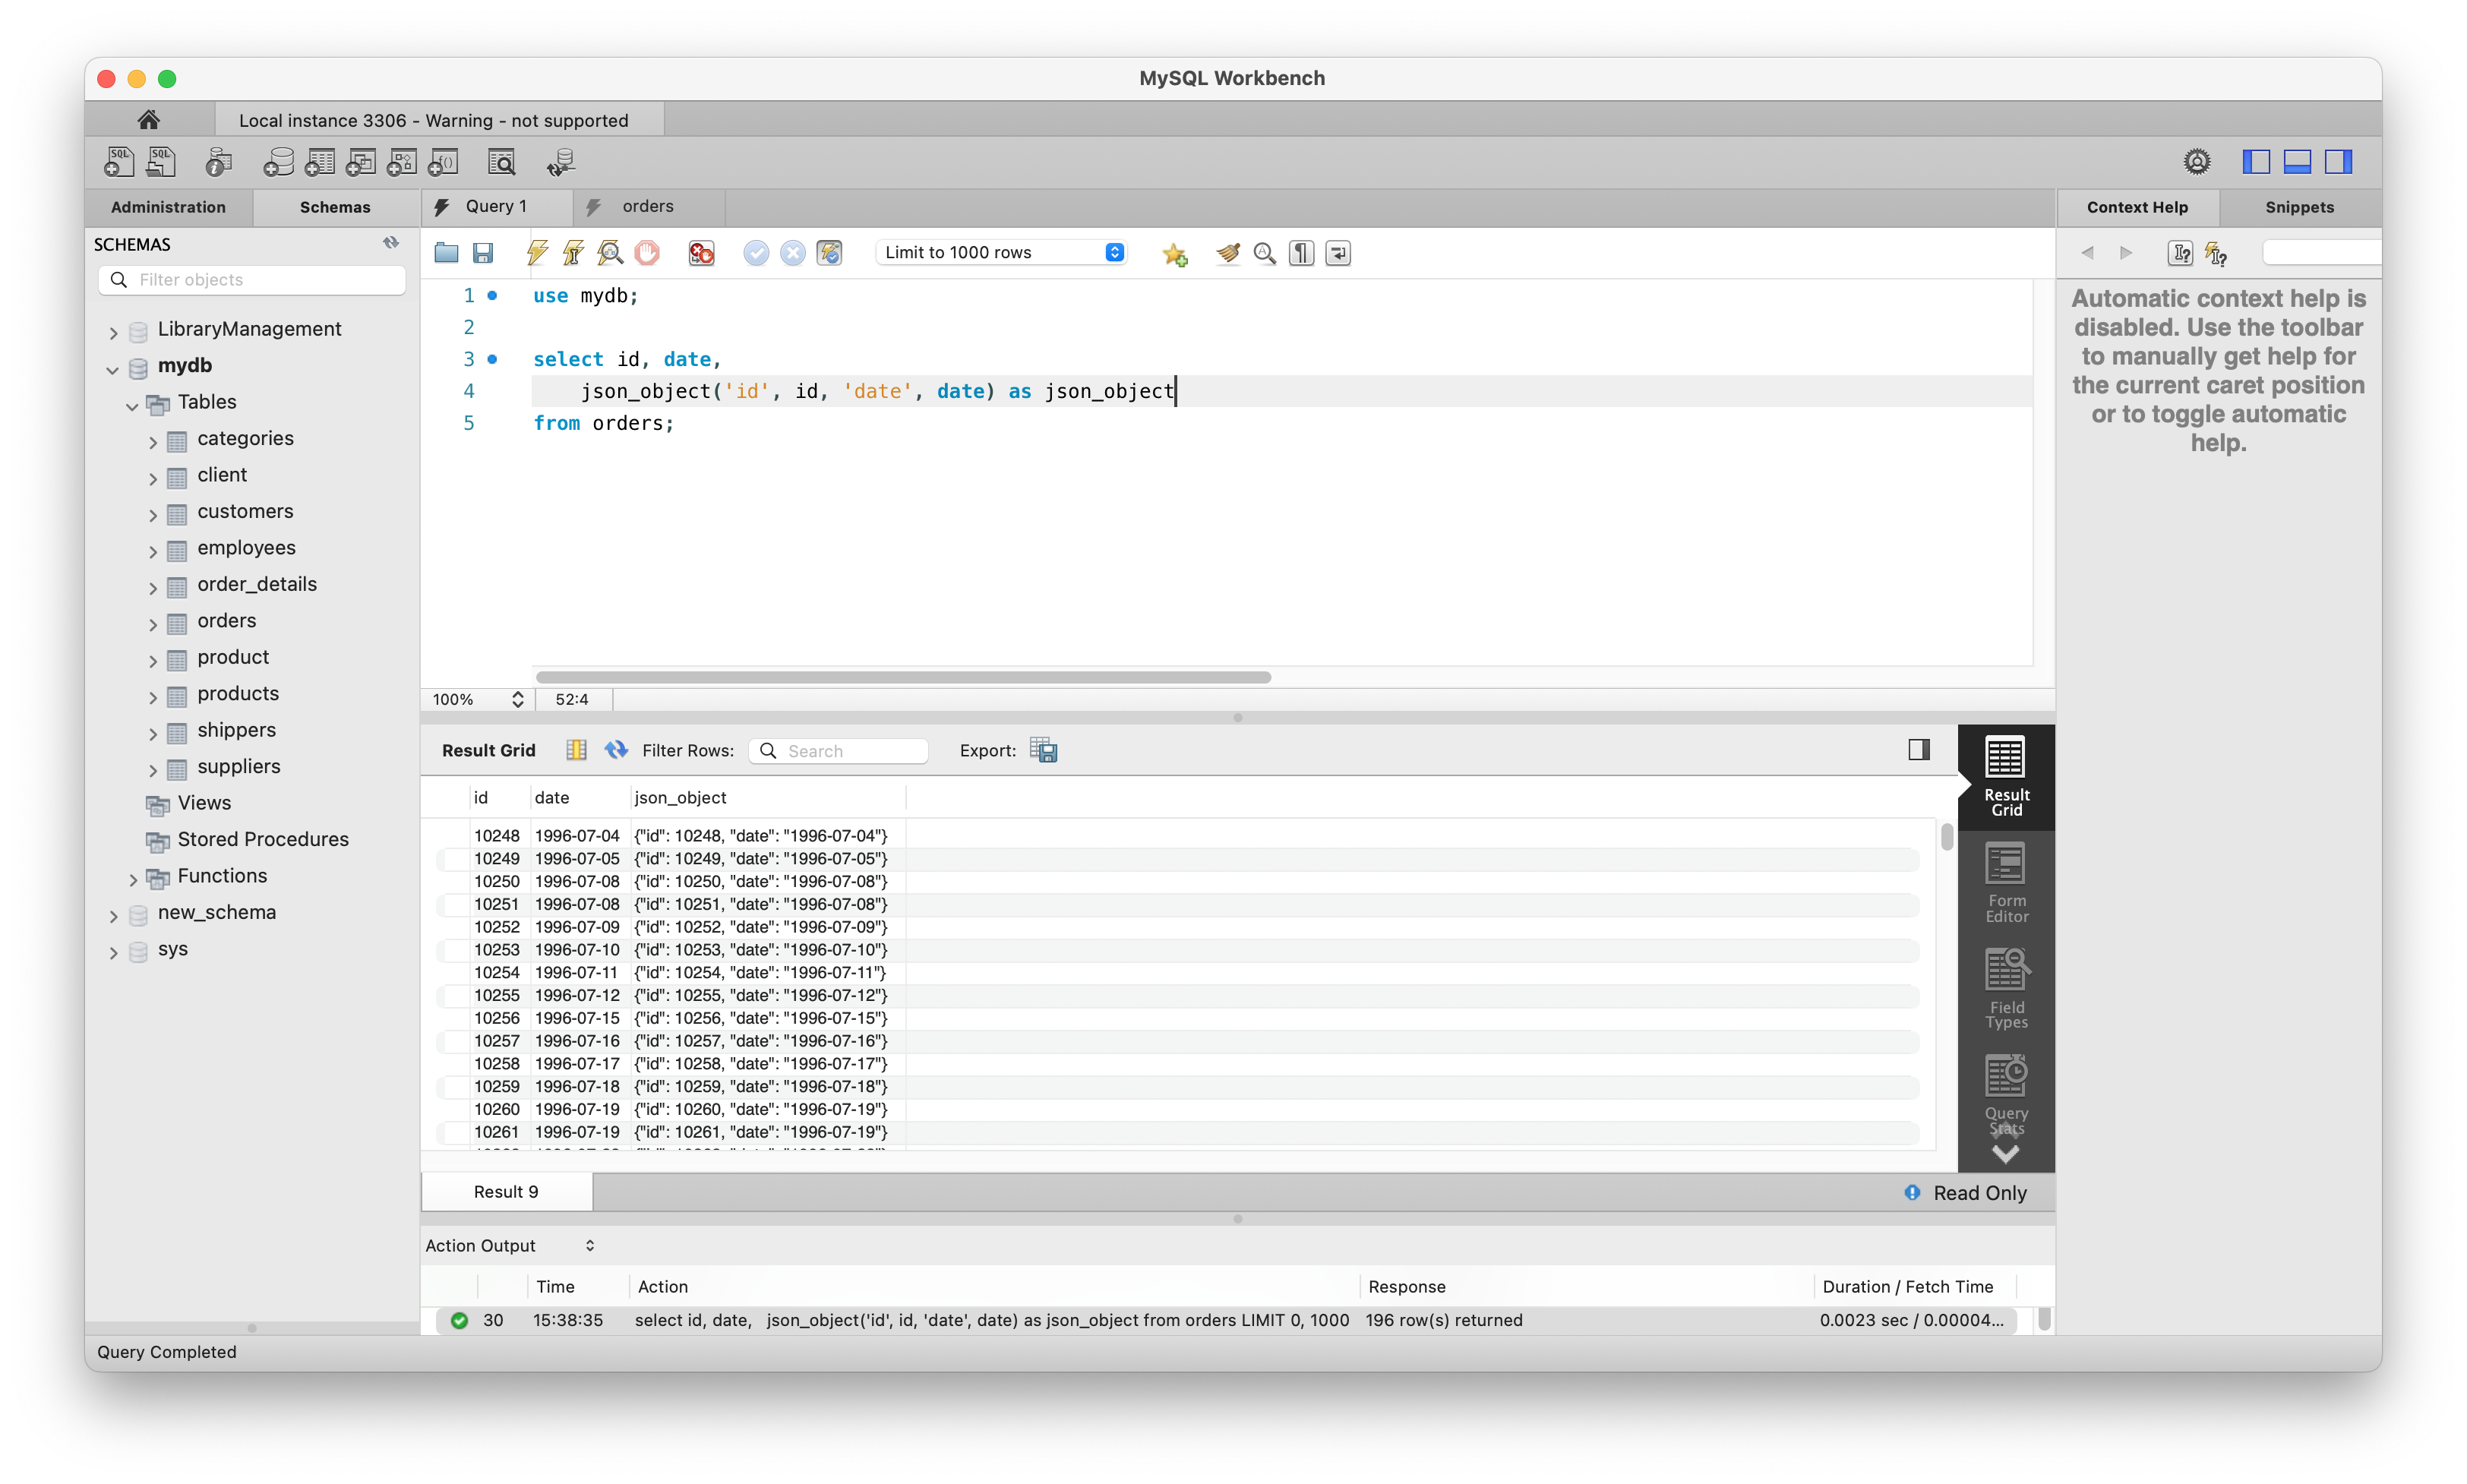 MySQL Workbench
Local instance 3306 - Warning - not supported
SQL
SQL
Administration
Schemas
Query 1
orders
Context Help
Snippets
SCHEMAS
Filter objects
Limit to 1000 rows
LibraryManagement
mydb
Tables
categories
client
customers
employees
order_details
orders
product
products
shippers
suppliers
Views
Stored Procedures
Functions
new_schema
sys
1 use mydb;
2
3 select id, date,
4 json_object('id', id, 'date', date) as json_object
5 from orders;
Automatic context help is
disabled. Use the toolbar
to manually get help for
the current caret position
or to toggle automatic
help.
100% 52:4
Result Grid Filter Rows: Search Export:
id date json_object
10248 1996-07-04 {"id": 10248, "date": "1996-07-04"}
10249 1996-07-05 {"id": 10249, "date": "1996-07-05"}
10250 1996-07-08 {"id": 10250, "date": "1996-07-08"}
10251 1996-07-08 {"id": 10251, "date": "1996-07-08"}
10252 1996-07-09 {"id": 10252, "date": "1996-07-09"}
10253 1996-07-10 {"id": 10253, "date": "1996-07-10"}
10254 1996-07-11 {"id": 10254, "date": "1996-07-11"}
10255 1996-07-12 {"id": 10255, "date": "1996-07-12"}
10256 1996-07-15 {"id": 10256, "date": "1996-07-15"}
10257 1996-07-16 {"id": 10257, "date": "1996-07-16"}
10258 1996-07-17 {"id": 10258, "date": "1996-07-17"}
10259 1996-07-18 {"id": 10259, "date": "1996-07-18"}
10260 1996-07-19 {"id": 10260, "date": "1996-07-19"}
10261 1996-07-19 {"id": 10261, "date": "1996-07-19"}
Result
Grid
Form
Editor
Field
Types
Query
Stats
Result 9
Read Only
Action Output
Time Action Response Duration / Fetch Time
30 15:38:35 select id, date, json_object('id', id, 'date', date) as json_object from orders LIMIT 0, 1000 196 row(s) returned 0.0023 sec / 0.00004...
Query Completed